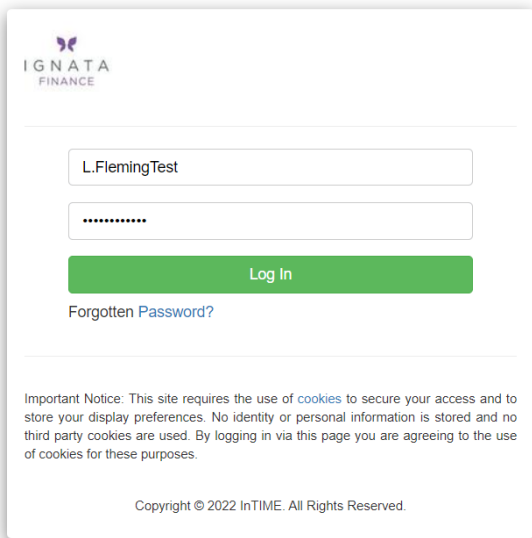 IGNATA
FINANCE
L.FlemingTest
••••••••••••
Log In
Forgotten Password?
Important Notice: This site requires the use of cookies to secure your access and to
store your display preferences. No identity or personal information is stored and no
third party cookies are used. By logging in via this page you are agreeing to the use
of cookies for these purposes.
Copyright © 2022 InTIME. All Rights Reserved.